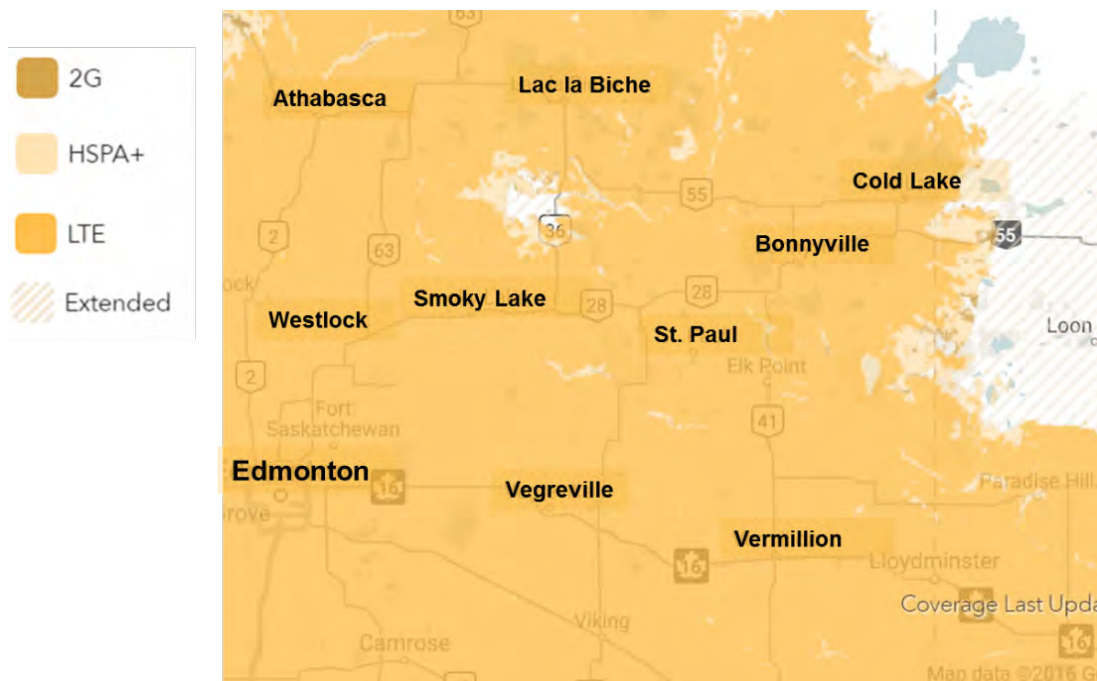 2G
HSPA+
LTE
Extended
63
Athabasca
Lac la Biche
Cold Lake
55
2
63
36
55
Bonnyville
Smoky Lake
28
28
Westlock
St. Paul
Loon
Elk Point
2
41
Fort
Saskatchewan
Edmonton
16
Vegreville
Paradise Hill
Vermillion
16
Lloydminster
Coverage Last Upda
Viking
16
Camrose
Map data ©2016 G